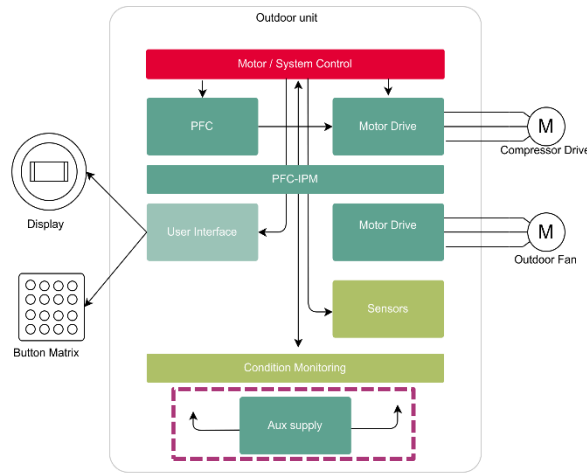 Outdoor unit
Motor / System Control
PFC
Motor Drive
M
Compressor Drive
PFC-IPM
Display
User Interface
Motor Drive
M
Outdoor Fan
Button Matrix
Sensors
Condition Monitoring
Aux supply